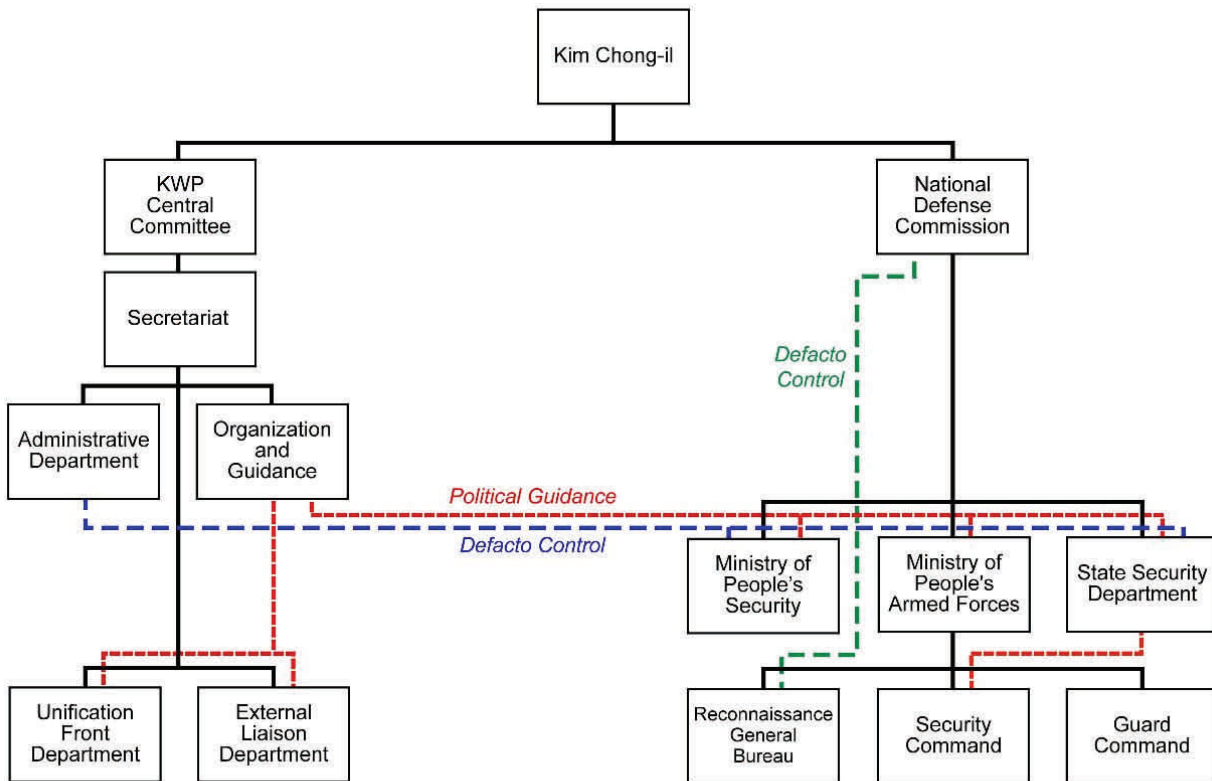 Kim Chong-il
KWP
Central
Committee
National
Defense
Commission
Secretariat
Defacto
Control
Administrative
Department
Organization
and
Guidance
Political Guidance
Defacto Control
Ministry of
People's
Security
Ministry of
People's
Armed Forces
State Security
Department
Unification
Front
Department
External
Liaison
Department
Reconnaissance
General
Bureau
Security
Command
Guard
Command